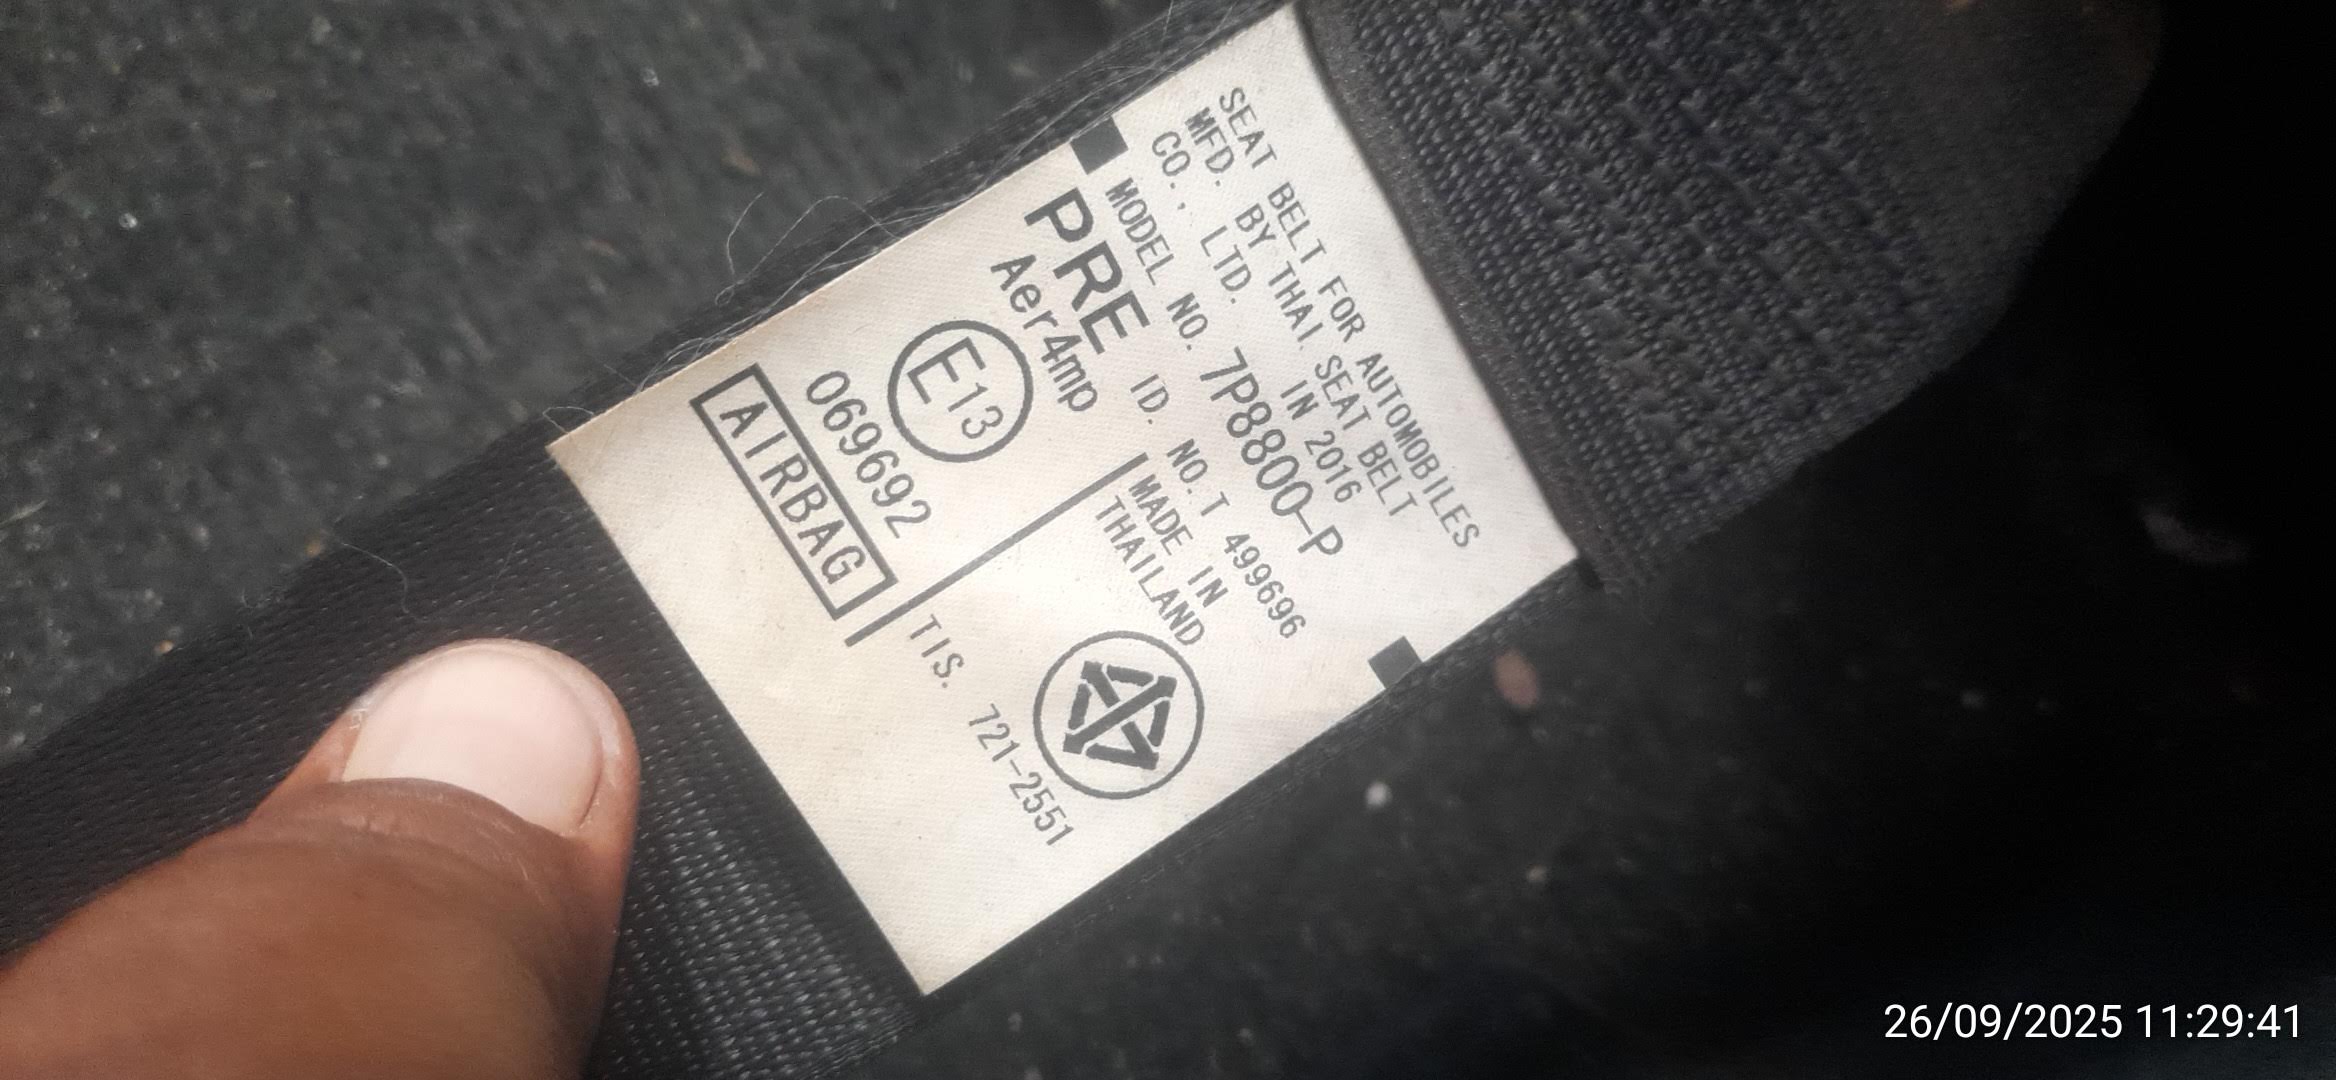 SEAT BELT FOR AUTOMOBILES
MFD. BY THAI SEAT BELT
CO., LTD. IN 2016
MODEL NO. 7P8800-P
PRE ID. NO. T 499696
Aer4mp
MADE IN
THAILAND
E13
069692
AIRBAG
TIS. 721-2551
26/09/2025 11:29:41